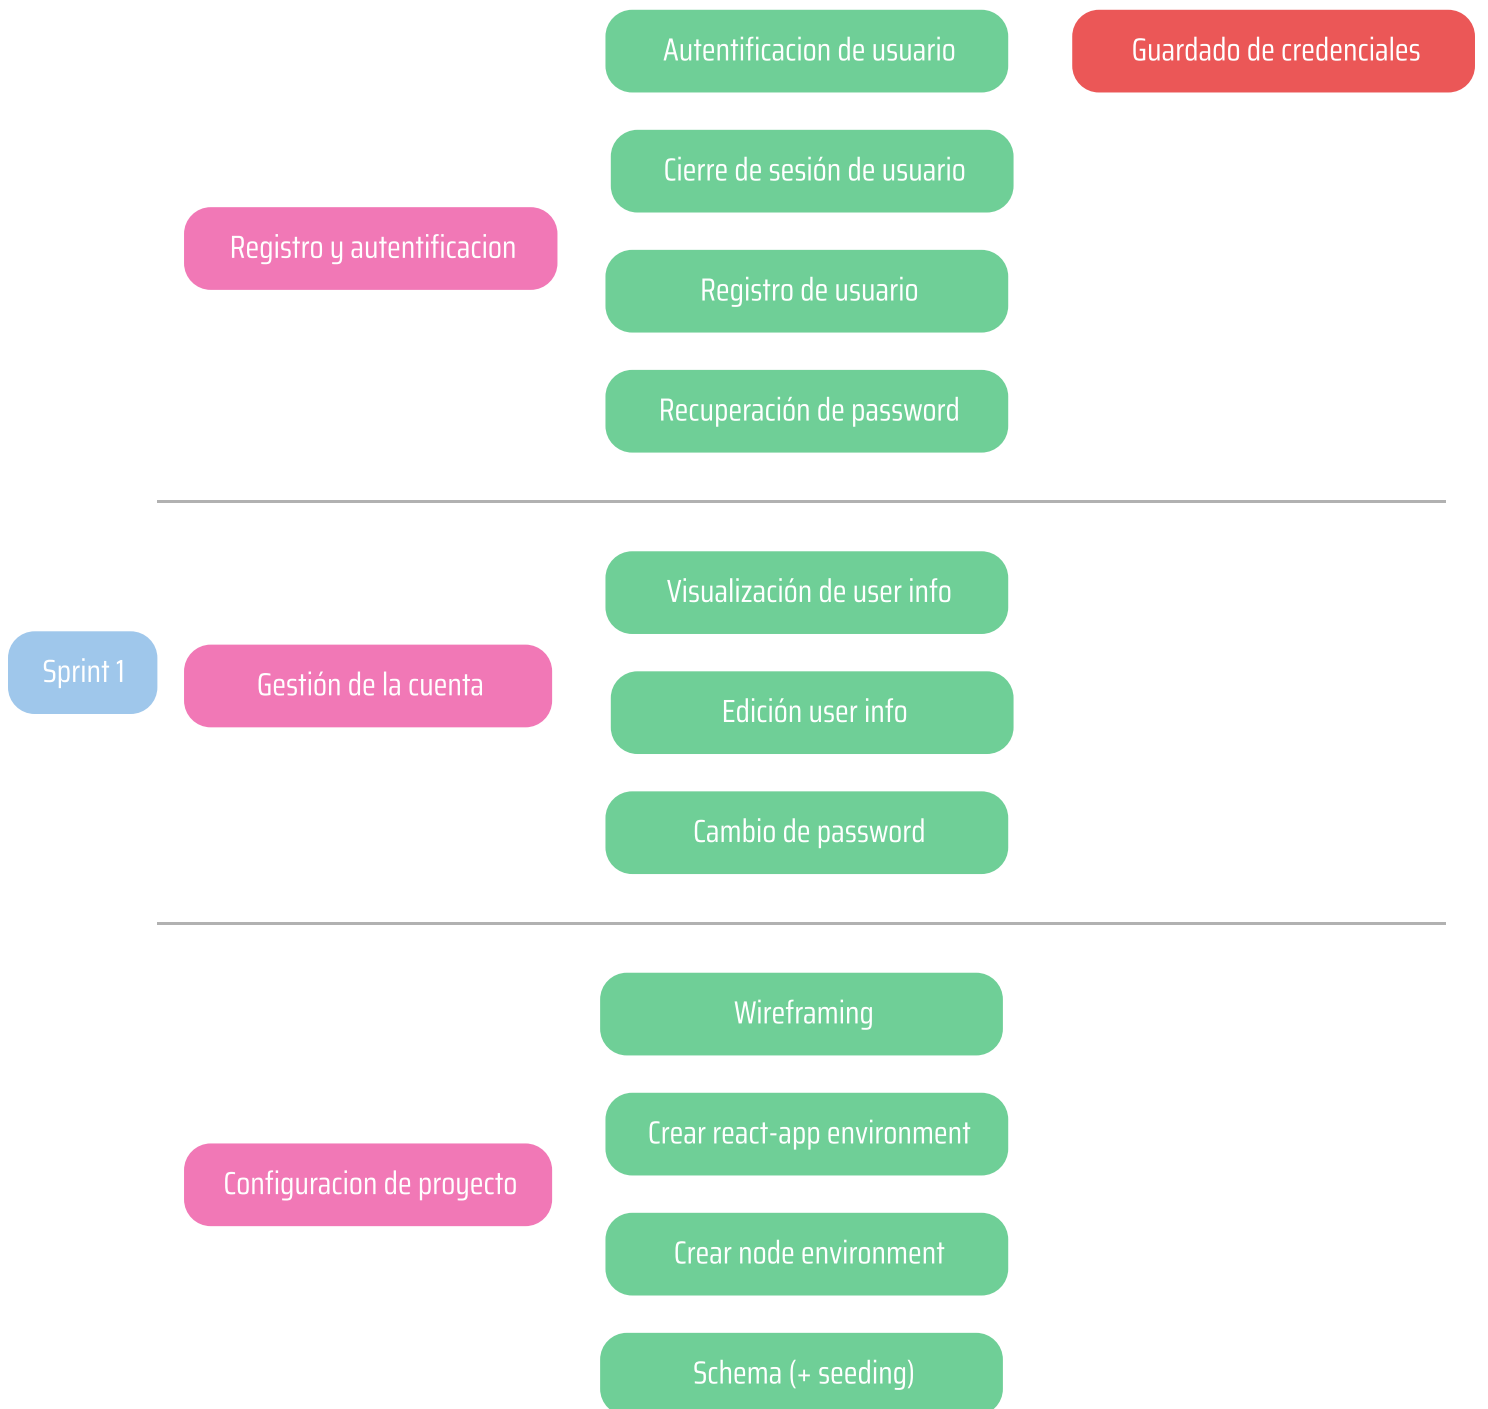 Autentificacion de usuario
Guardado de credenciales
Cierre de sesión de usuario
Registro y autentificacion
Registro de usuario
Recuperación de password
Visualización de user info
Sprint 1
Gestión de la cuenta
Edición user info
Cambio de password
Wireframing
Crear react-app environment
Configuracion de proyecto
Crear node environment
Schema (+ seeding)